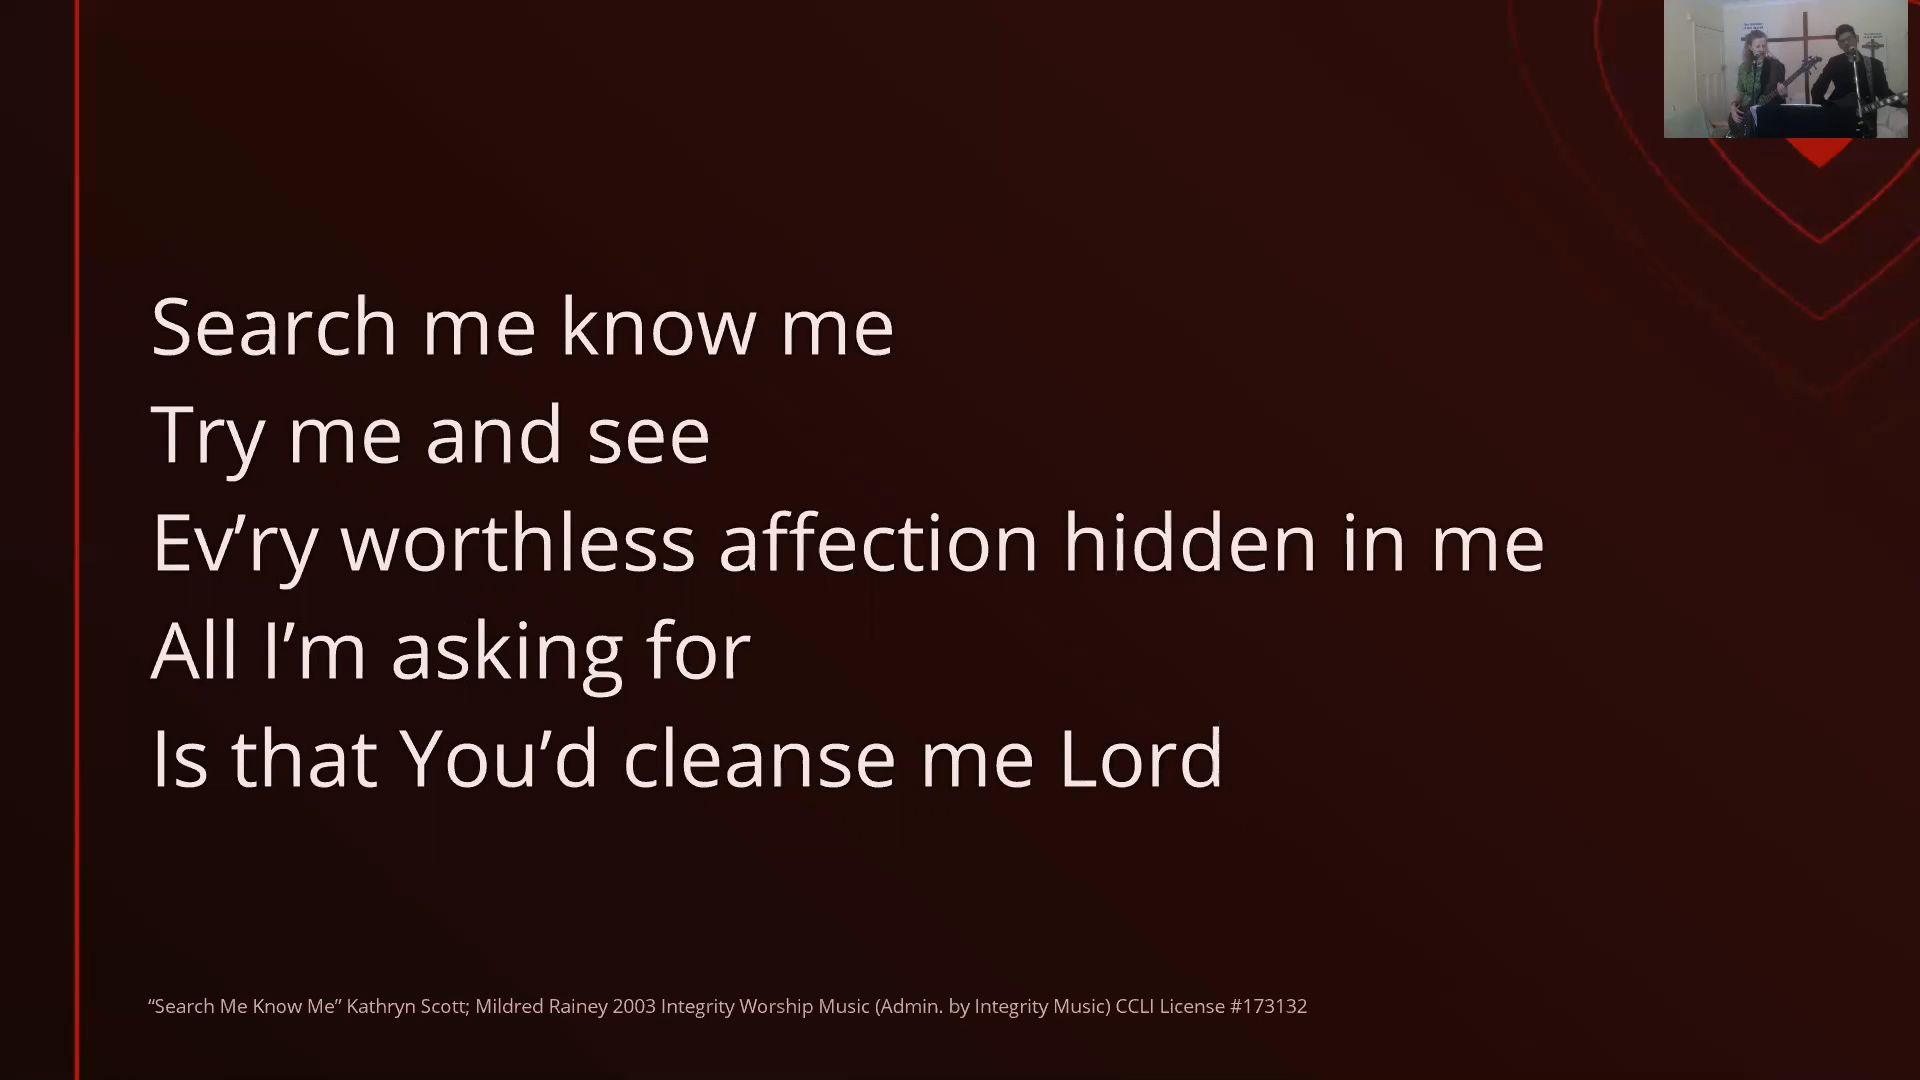 Search me know me
Try me and see
Ev’ry worthless affection hidden in me
All I’m asking for
Is that You’d cleanse me Lord
“Search Me Know Me” Kathryn Scott; Mildred Rainey 2003 Integrity Worship Music (Admin. by Integrity Music) CCLI License #173132